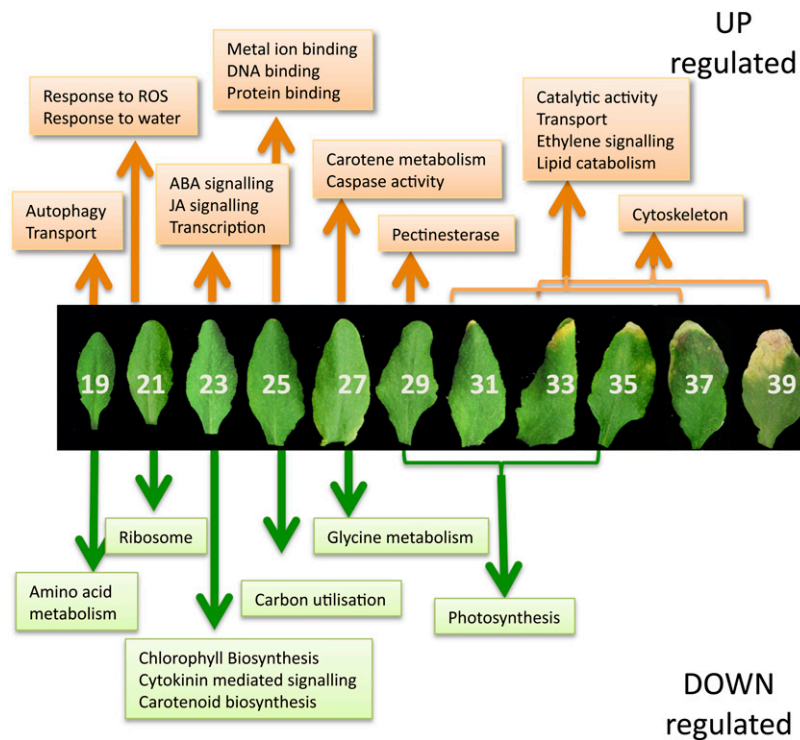 UP
regulated
Metal ion binding
DNA binding
Protein binding
Response to ROS
Response to water
Catalytic activity
Transport
Ethylene signalling
Lipid catabolism
Carotene metabolism
Caspase activity
ABA signalling
JA signalling
Transcription
Autophagy
Transport
Pectinesterase
Cytoskeleton
19 21 23 25 27 29 31 33 35 37 39
Ribosome
Glycine metabolism
Amino acid
metabolism
Carbon utilisation
Photosynthesis
Chlorophyll Biosynthesis
Cytokinin mediated signalling
Carotenoid biosynthesis
DOWN
regulated